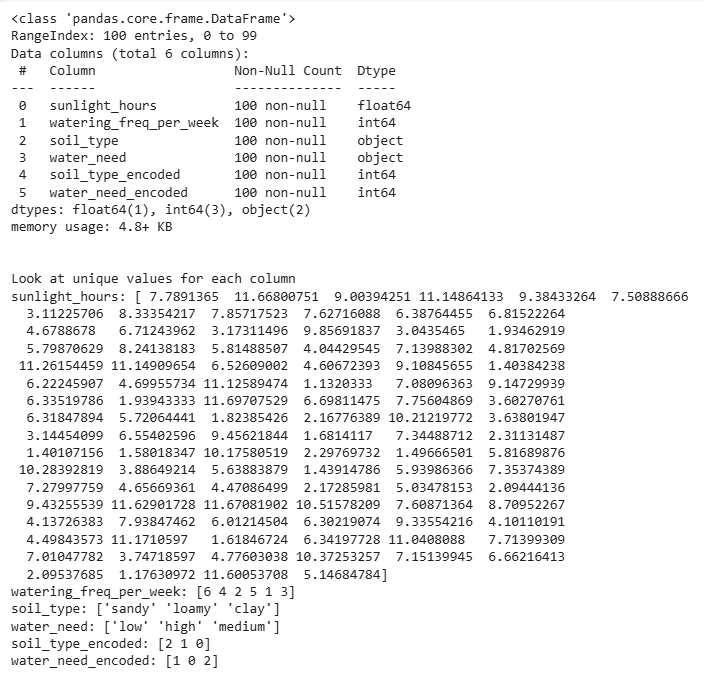 <class 'pandas.core.frame.DataFrame'>
RangeIndex: 100 entries, 0 to 99
Data columns (total 6 columns):
 #   Column                 Non-Null Count  Dtype
---  ------                 --------------  -----
 0   sunlight_hours         100 non-null    float64
 1   watering_freq_per_week  100 non-null    int64
 2   soil_type              100 non-null    object
 3   water_need             100 non-null    object
 4   soil_type_encoded      100 non-null    int64
 5   water_need_encoded     100 non-null    int64
dtypes: float64(1), int64(3), object(2)
memory usage: 4.8+ KB
Look at unique values for each column
sunlight_hours: [ 7.7891365  11.66800751  9.00394251 11.14864133  9.38433264  7.50888666
  3.11225706  8.33354217  7.85717523  7.62716088  6.38764455  6.81522264
  4.6788678   6.71243962  3.17311496  9.85691837  3.0435465   1.93462919
  5.79870629  8.24138183  5.81488507  4.04429545  7.13988302  4.81702569
 11.26154459 11.14909654  6.52609002  4.60672393  9.10845655  1.40384238
  6.22245907  4.69955734 11.12589474  1.1320333   7.08096363  9.14729939
  6.33519786  1.93943333 11.69707529  6.69811475  7.75604869  3.60270761
  6.31847894  5.72064441  1.82385426  2.16776389 10.21219772  3.63801947
  3.14454099  6.55402596  9.45621844  1.6814117   7.34488712  2.31131487
  1.40107156  1.58018347 10.17580519  2.29769732  1.49666501  5.81689876
 10.28392819  3.88649214  5.63883879  1.43914786  5.93986366  7.35374389
  7.27997759  4.65669361  4.47086499  2.17285981  5.03478153  2.09444136
  9.43255539 11.62901728 11.67081902 10.51578209  7.60871364  8.70952267
  4.13726383  7.93847462  6.01214504  6.30219074  9.33554216  4.10110191
  4.49843573 11.1710597   1.61846724  6.34197728 11.0408088   7.71399309
  7.01047782  3.74718597  4.77603038 10.37253257  7.15139945  6.66216413
  2.09537685  1.17630972 11.60053708  5.14684784]
watering_freq_per_week: [6 4 2 5 1 3]
soil_type: ['sandy' 'loamy' 'clay']
water_need: ['low' 'high' 'medium']
soil_type_encoded: [2 1 0]
water_need_encoded: [1 0 2]